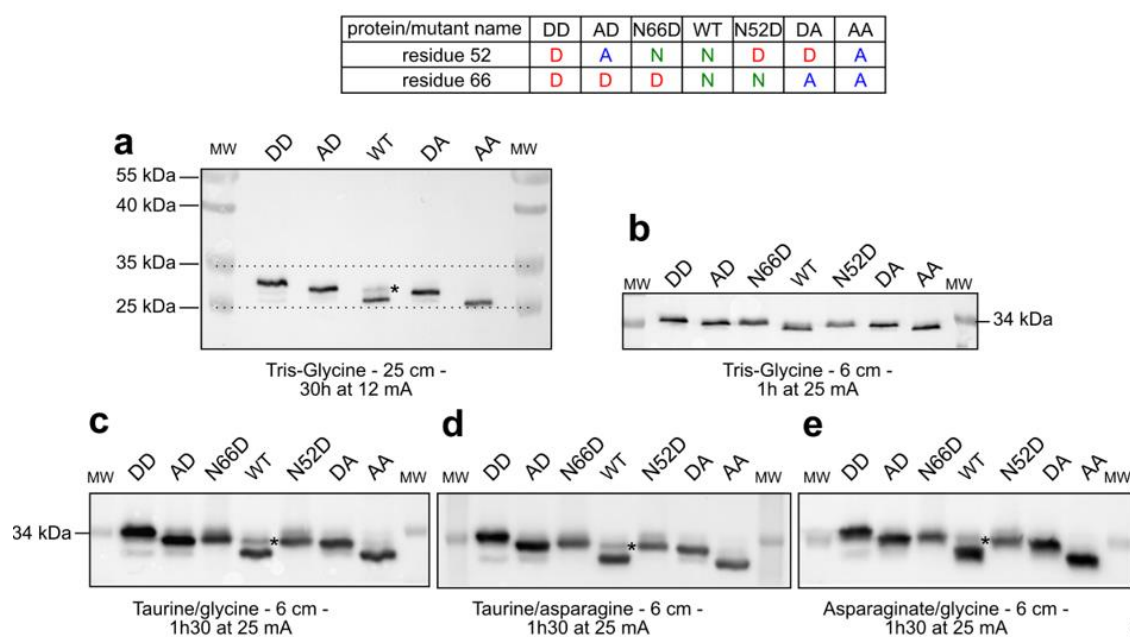 protein/mutant name DD AD N66D WT N52D DA AA
residue 52 D A N N D D A
residue 66 D D D N N A A
a
MW DD AD WT DA AA MW
55 kDa
40 kDa
35 kDa
*
25 kDa
Tris-Glycine - 25 cm -
30h at 12 mA
b
MW DD AD N66D WT N52D DA AA MW
34 kDa
Tris-Glycine - 6 cm -
1h at 25 mA
c
MW DD AD N66D WT N52D DA AA MW
34 kDa
*
Taurine/glycine - 6 cm -
1h30 at 25 mA
d
DD AD N66D WT N52D DA AA MW
*
Taurine/asparagine - 6 cm -
1h30 at 25 mA
e
MW DD AD N66D WT N52D DA AA MW
*
Asparaginate/glycine - 6 cm -
1h30 at 25 mA